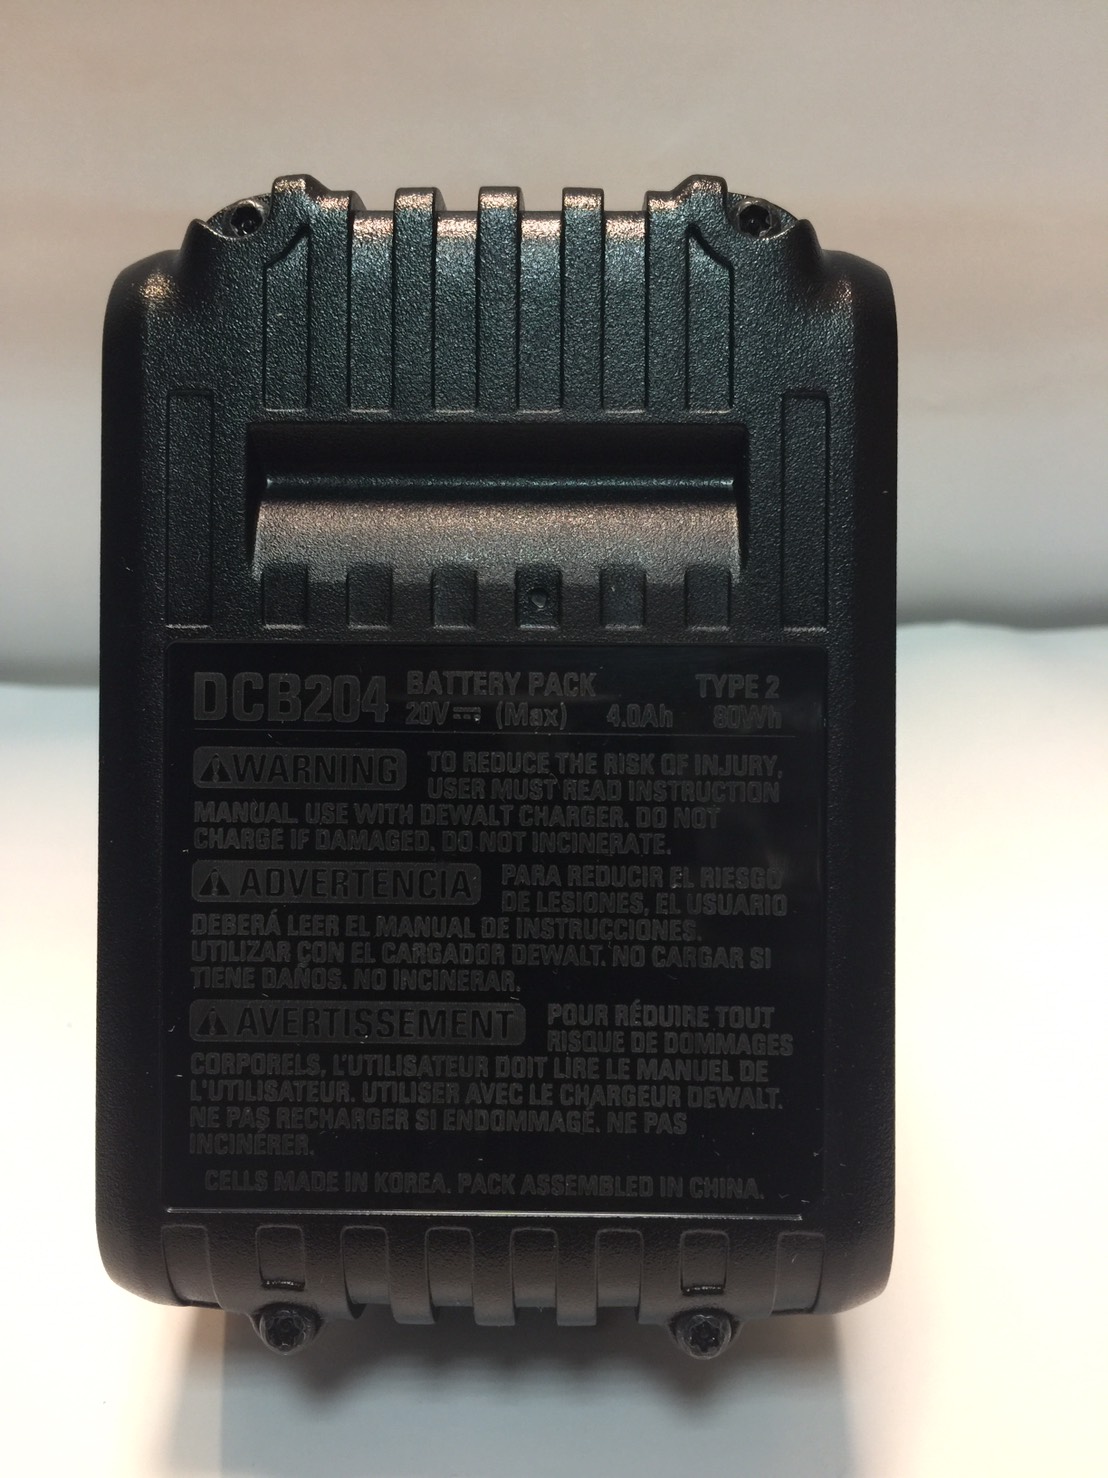 DCB204 BATTERY PACK TYPE 2
20V⎓ (Max) 4.0Ah 80Wh
⚠WARNING TO REDUCE THE RISK OF INJURY,
USER MUST READ INSTRUCTION
MANUAL. USE WITH DEWALT CHARGER. DO NOT
CHARGE IF DAMAGED. DO NOT INCINERATE.
⚠ADVERTENCIA PARA REDUCIR EL RIESGO
DE LESIONES, EL USUARIO
DEBERÁ LEER EL MANUAL DE INSTRUCCIONES.
UTILIZAR CON EL CARGADOR DEWALT. NO CARGAR SI
TIENE DAÑOS. NO INCINERAR.
⚠AVERTISSEMENT POUR RÉDUIRE TOUT
RISQUE DE DOMMAGES
CORPORELS, L'UTILISATEUR DOIT LIRE LE MANUEL DE
L'UTILISATEUR. UTILISER AVEC LE CHARGEUR DEWALT.
NE PAS RECHARGER SI ENDOMMAGÉ. NE PAS
INCINÉRER.
CELLS MADE IN KOREA. PACK ASSEMBLED IN CHINA.